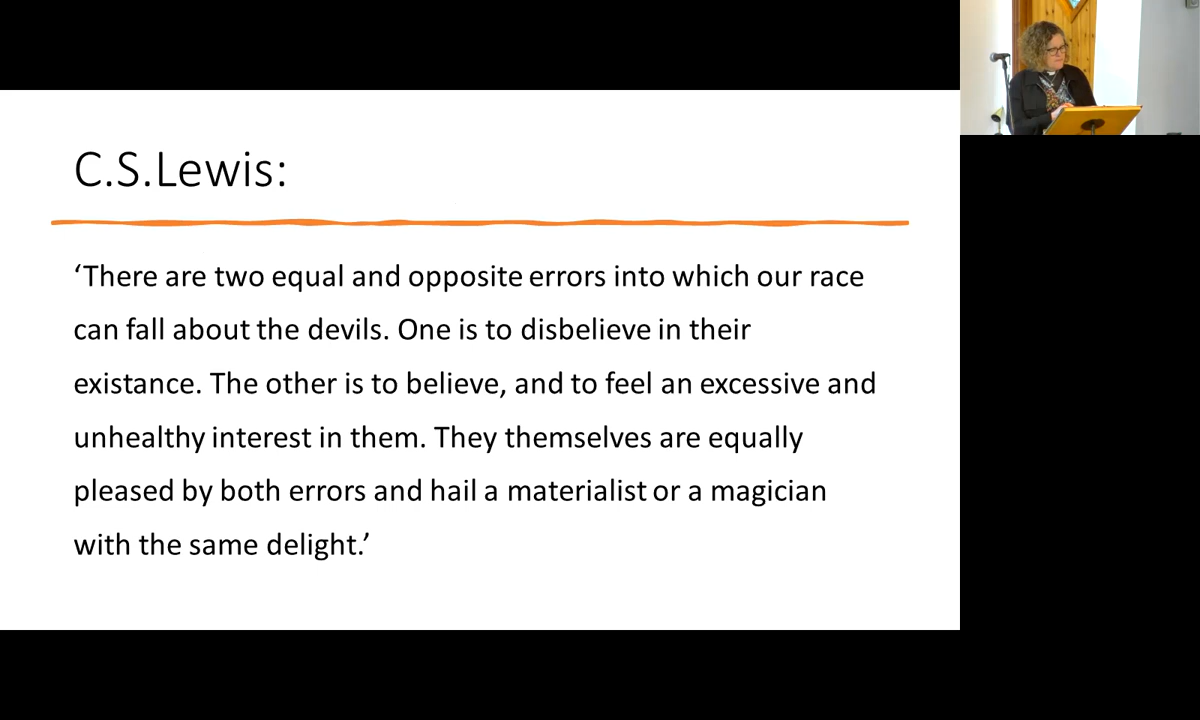 C.S.Lewis:
‘There are two equal and opposite errors into which our race
can fall about the devils. One is to disbelieve in their
existance. The other is to believe, and to feel an excessive and
unhealthy interest in them. They themselves are equally
pleased by both errors and hail a materialist or a magician
with the same delight.’